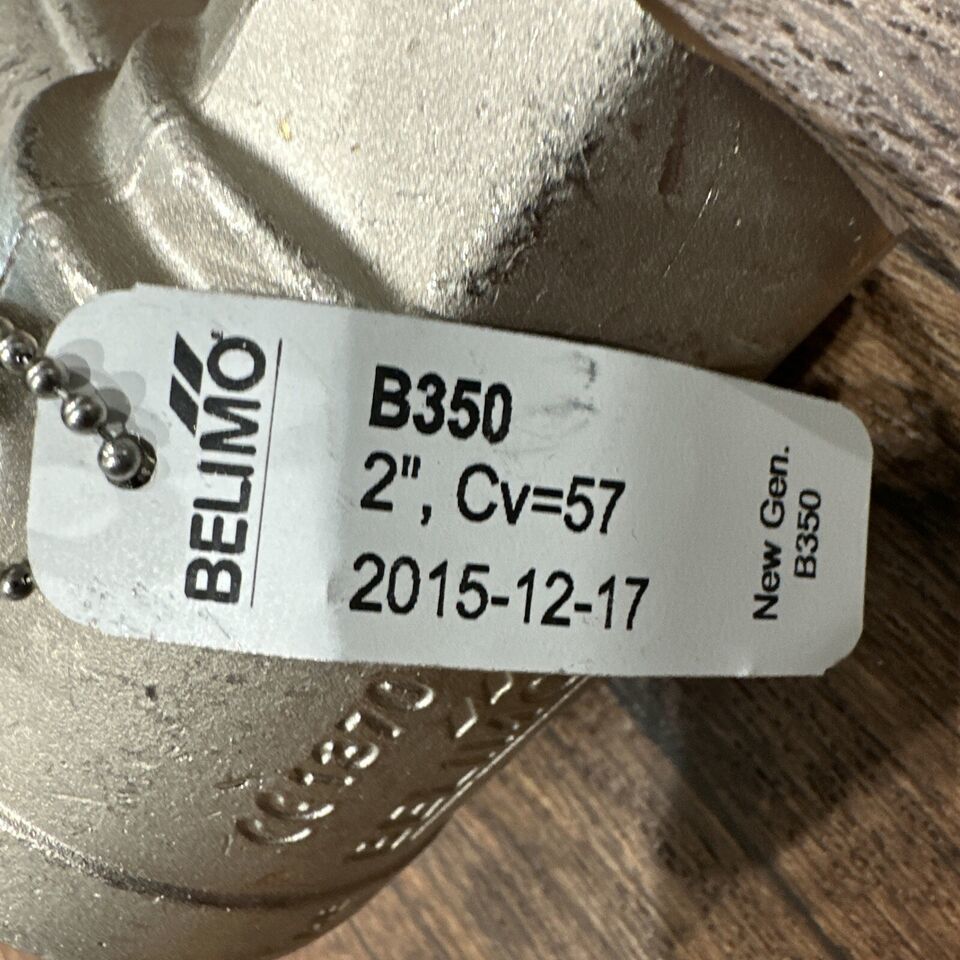 BELIMO
B350
2", Cv=57
2015-12-17
New Gen.
B350